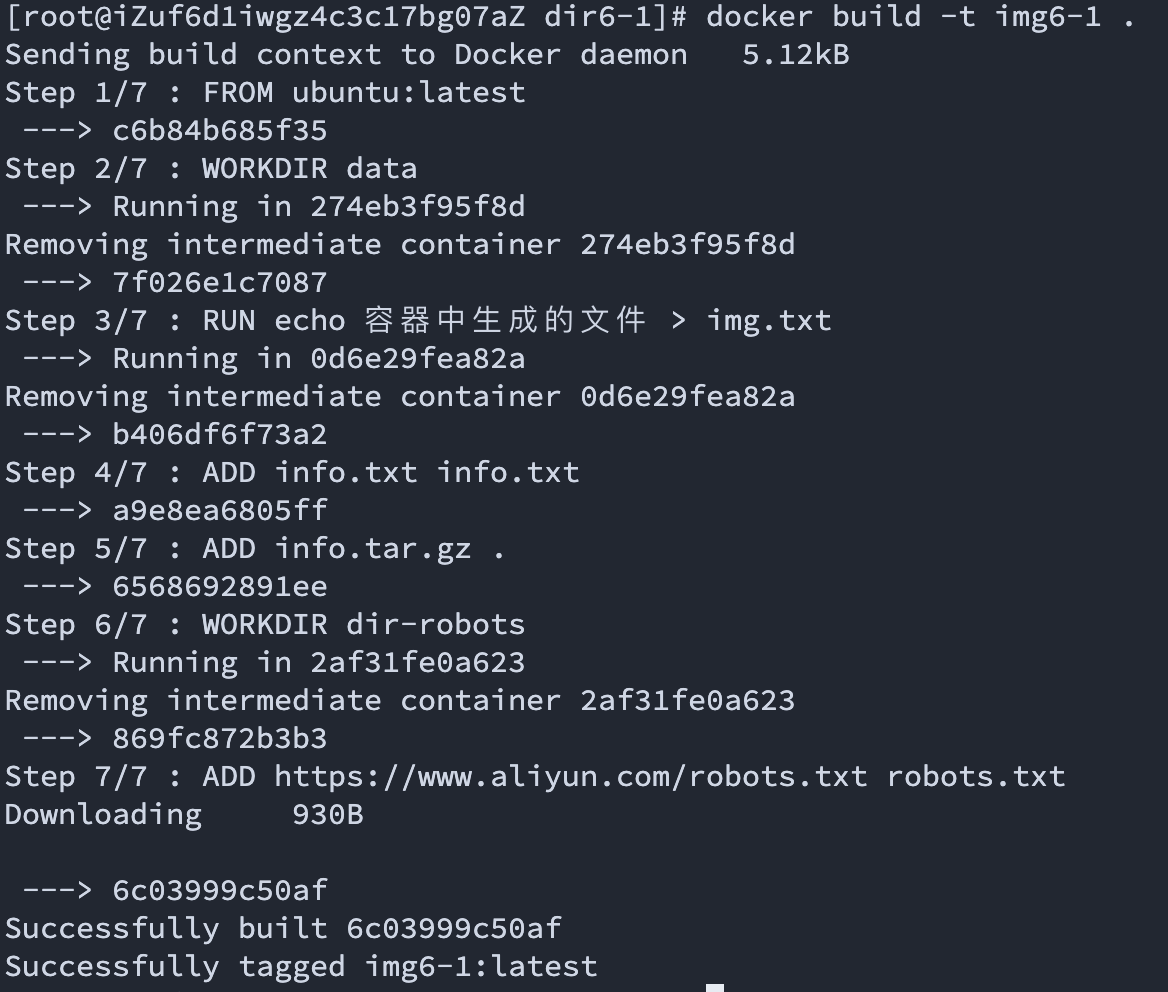 [root@iZuf6d1iwgz4c3c17bg07aZ dir6-1]# docker build -t img6-1 .
Sending build context to Docker daemon   5.12kB
Step 1/7 : FROM ubuntu:latest
 ---> c6b84b685f35
Step 2/7 : WORKDIR data
 ---> Running in 274eb3f95f8d
Removing intermediate container 274eb3f95f8d
 ---> 7f026e1c7087
Step 3/7 : RUN echo 容器中生成的文件 > img.txt
 ---> Running in 0d6e29fea82a
Removing intermediate container 0d6e29fea82a
 ---> b406df6f73a2
Step 4/7 : ADD info.txt info.txt
 ---> a9e8ea6805ff
Step 5/7 : ADD info.tar.gz .
 ---> 6568692891ee
Step 6/7 : WORKDIR dir-robots
 ---> Running in 2af31fe0a623
Removing intermediate container 2af31fe0a623
 ---> 869fc872b3b3
Step 7/7 : ADD https://www.aliyun.com/robots.txt robots.txt
Downloading     930B
 ---> 6c03999c50af
Successfully built 6c03999c50af
Successfully tagged img6-1:latest